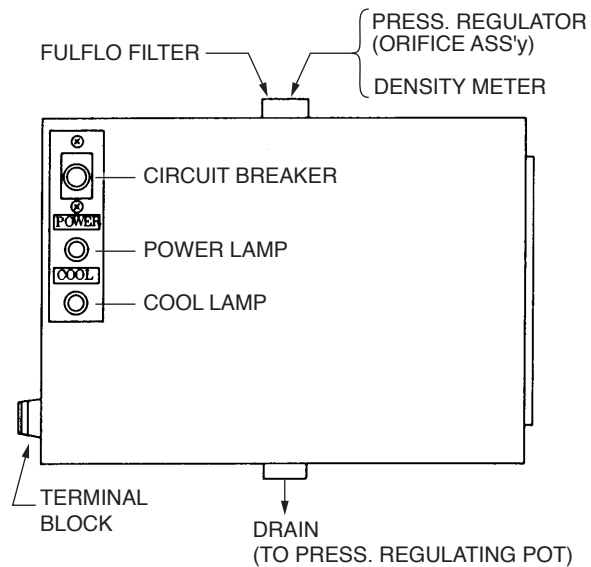 PRESS. REGULATOR
(ORIFICE ASS'y)
FULFLO FILTER
DENSITY METER
CIRCUIT BREAKER
POWER
POWER LAMP
COOL
COOL LAMP
TERMINAL
BLOCK
DRAIN
(TO PRESS. REGULATING POT)